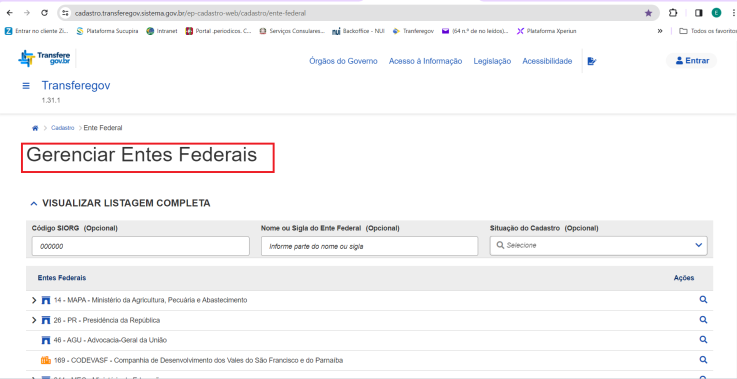 cadastro.transferegov.sistema.gov.br/ep-cadastro-web/cadastro/ente-federal
Entrar no cliente Zi... Plataforma Sucupira Intranet Portal .periodicos. C... Serviços Consulares... nui Backoffice - NUI Tranferegov (64 n.º de no leídos)... Plataforma Xperiun » Todos os favoritos
Transfere
gov.br
Órgãos do Governo Acesso à Informação Legislação Acessibilidade Entrar
Transferegov
1.31.1
Cadastro > Ente Federal
Gerenciar Entes Federais
VISUALIZAR LISTAGEM COMPLETA
Código SIORG (Opcional) Nome ou Sigla do Ente Federal (Opcional) Situação do Cadastro (Opcional)
000000 Informe parte do nome ou sigla Selecione
Entes Federais Ações
14 - MAPA - Ministério da Agricultura, Pecuária e Abastecimento
26 - PR - Presidência da República
46 - AGU - Advocacia-Geral da União
169 - CODEVASF - Companhia de Desenvolvimento dos Vales do São Francisco e do Parnaíba